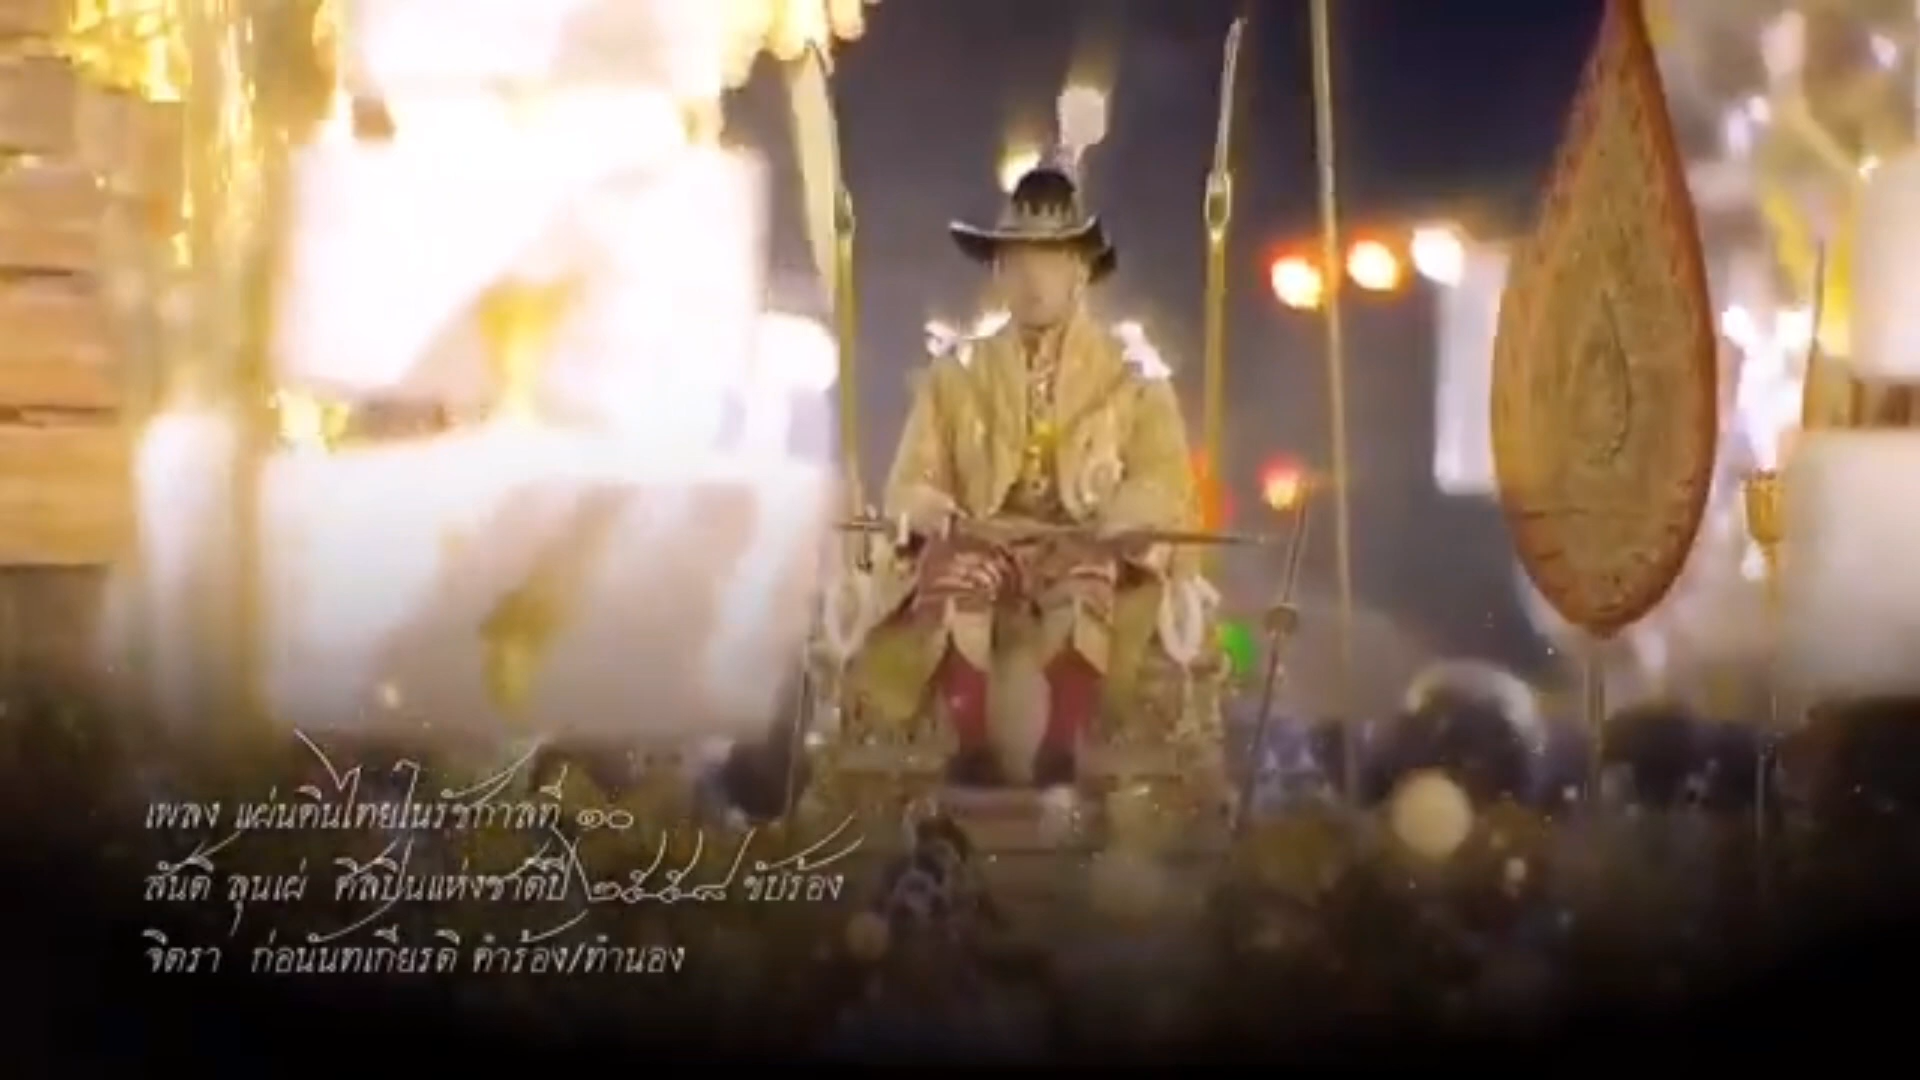 เพลง แผ่นดินไทยในรัชกาลที่ ๑๐
สันติ ลุนเผ่ ศิลปินแห่งชาติปี ๒๕๕๘ ขับร้อง
จิตรา ก่อนันทเกียรติ คำร้อง/ทำนอง